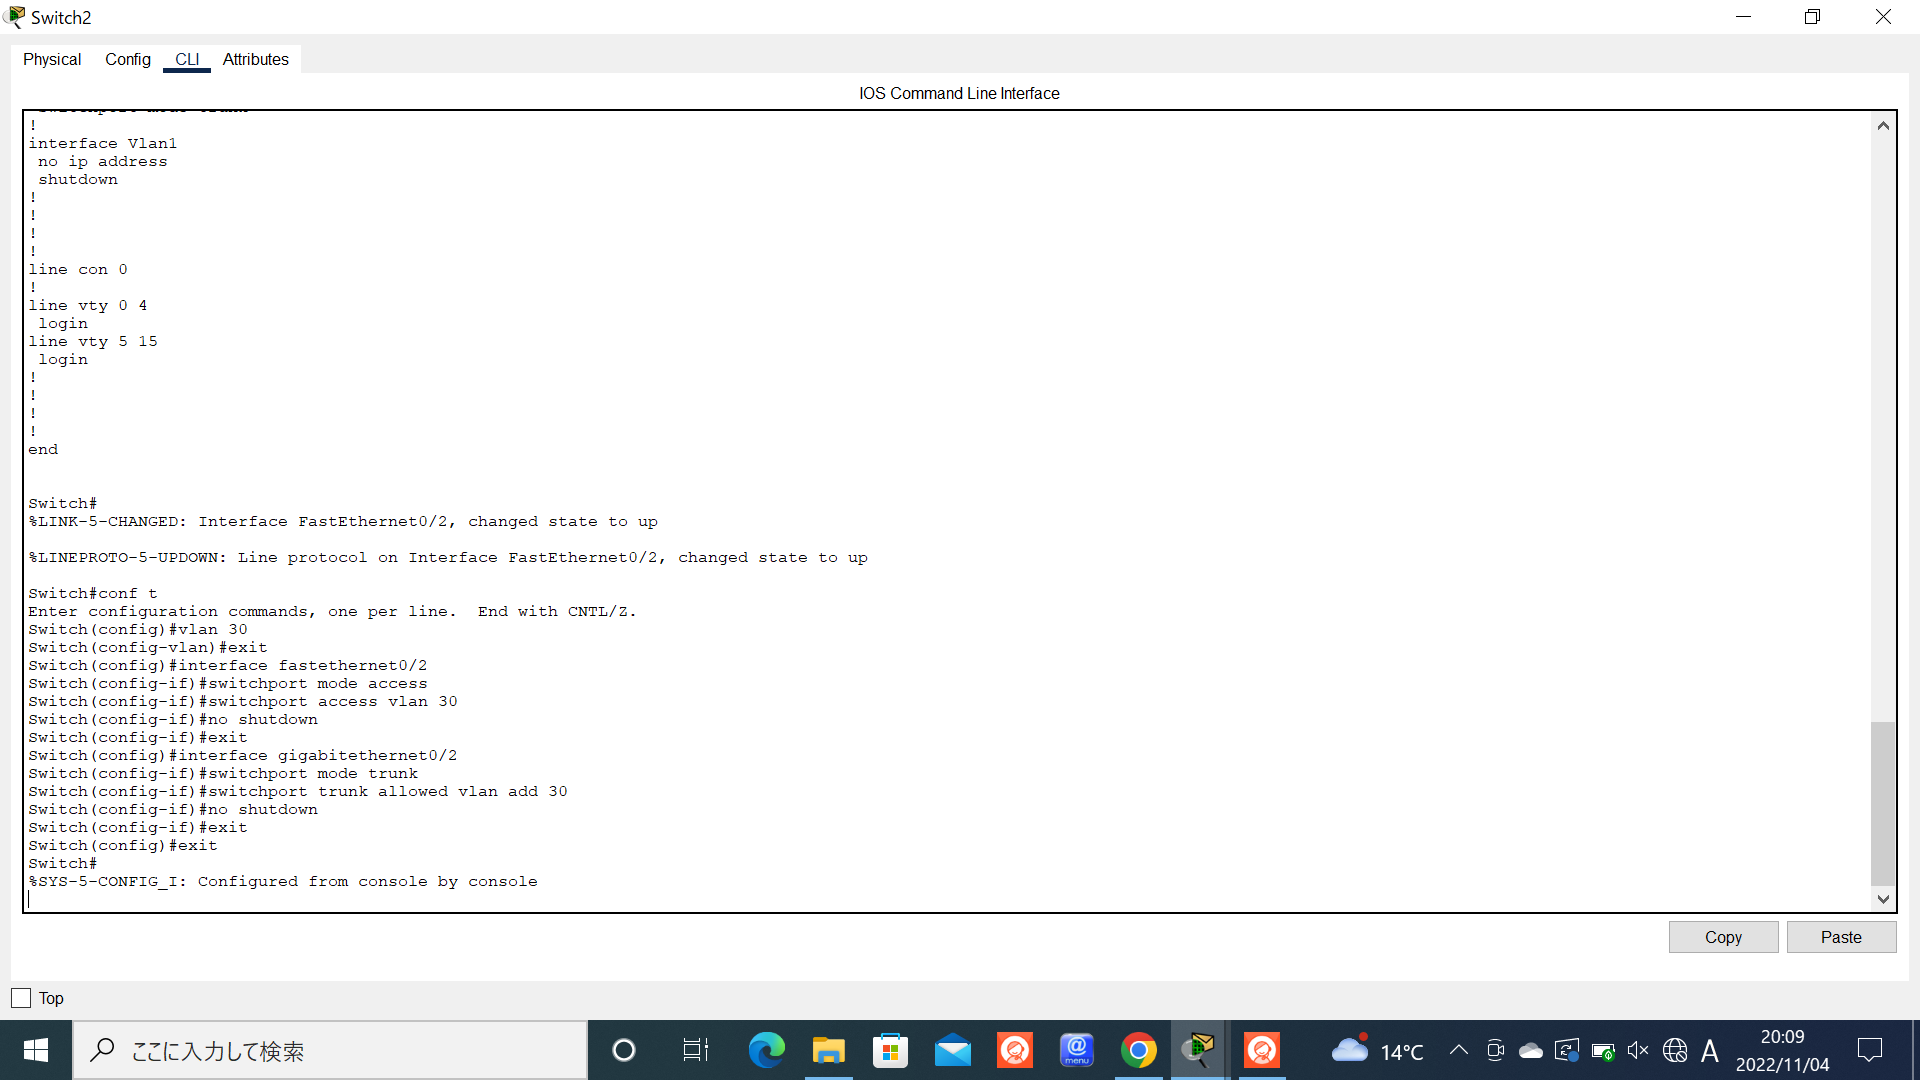 Switch2
Physical Config CLI Attributes
IOS Command Line Interface
!
interface Vlan1
no ip address
shutdown
!
!
!
!
line con 0
!
line vty 0 4
login
line vty 5 15
login
!
!
!
!
end
Switch#
%LINK-5-CHANGED: Interface FastEthernet0/2, changed state to up
%LINEPROTO-5-UPDOWN: Line protocol on Interface FastEthernet0/2, changed state to up
Switch#conf t
Enter configuration commands, one per line. End with CNTL/Z.
Switch(config)#vlan 30
Switch(config-vlan)#exit
Switch(config)#interface fastethernet0/2
Switch(config-if)#switchport mode access
Switch(config-if)#switchport access vlan 30
Switch(config-if)#no shutdown
Switch(config-if)#exit
Switch(config)#interface gigabitethernet0/2
Switch(config-if)#switchport mode trunk
Switch(config-if)#switchport trunk allowed vlan add 30
Switch(config-if)#no shutdown
Switch(config-if)#exit
Switch(config)#exit
Switch#
%SYS-5-CONFIG_I: Configured from console by console
Copy Paste
Top
ここに入力して検索
@
menu
14°C
A
20:09
2022/11/04